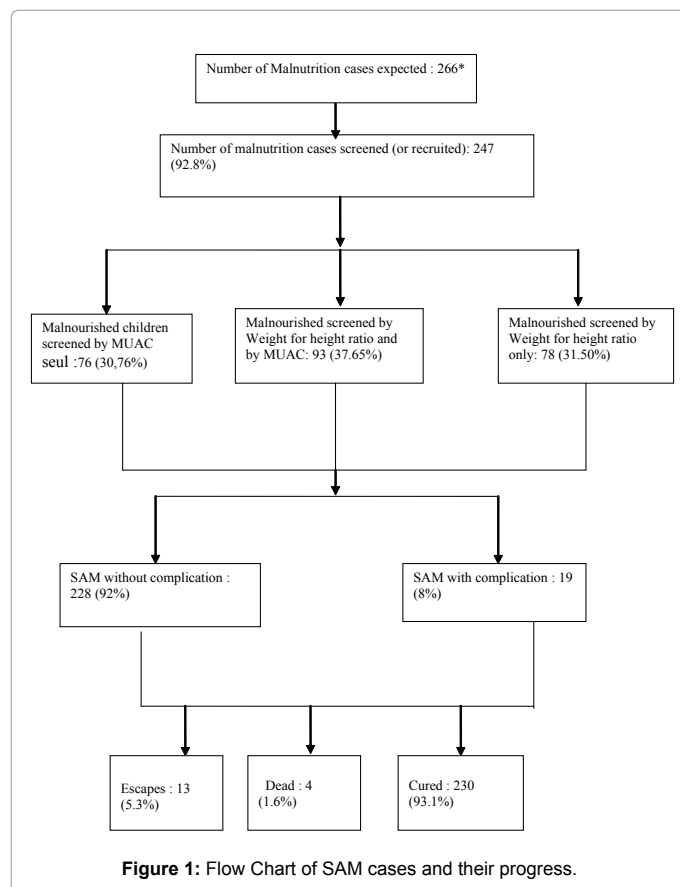 Number of Malnutrition cases expected : 266*
Number of malnutrition cases screened (or recruited): 247
(92.8%)
Malnourished children
screened by MUAC
seul :76 (30,76%)
Malnourished screened by
Weight for height ratio and
by MUAC: 93 (37.65%)
Malnourished screened by
Weight for height ratio
only: 78 (31.50%)
SAM without complication :
228 (92%)
SAM with complication : 19
(8%)
Escapes : 13
(5.3%)
Dead : 4
(1.6%)
Cured : 230
(93.1%)
Figure 1: Flow Chart of SAM cases and their progress.